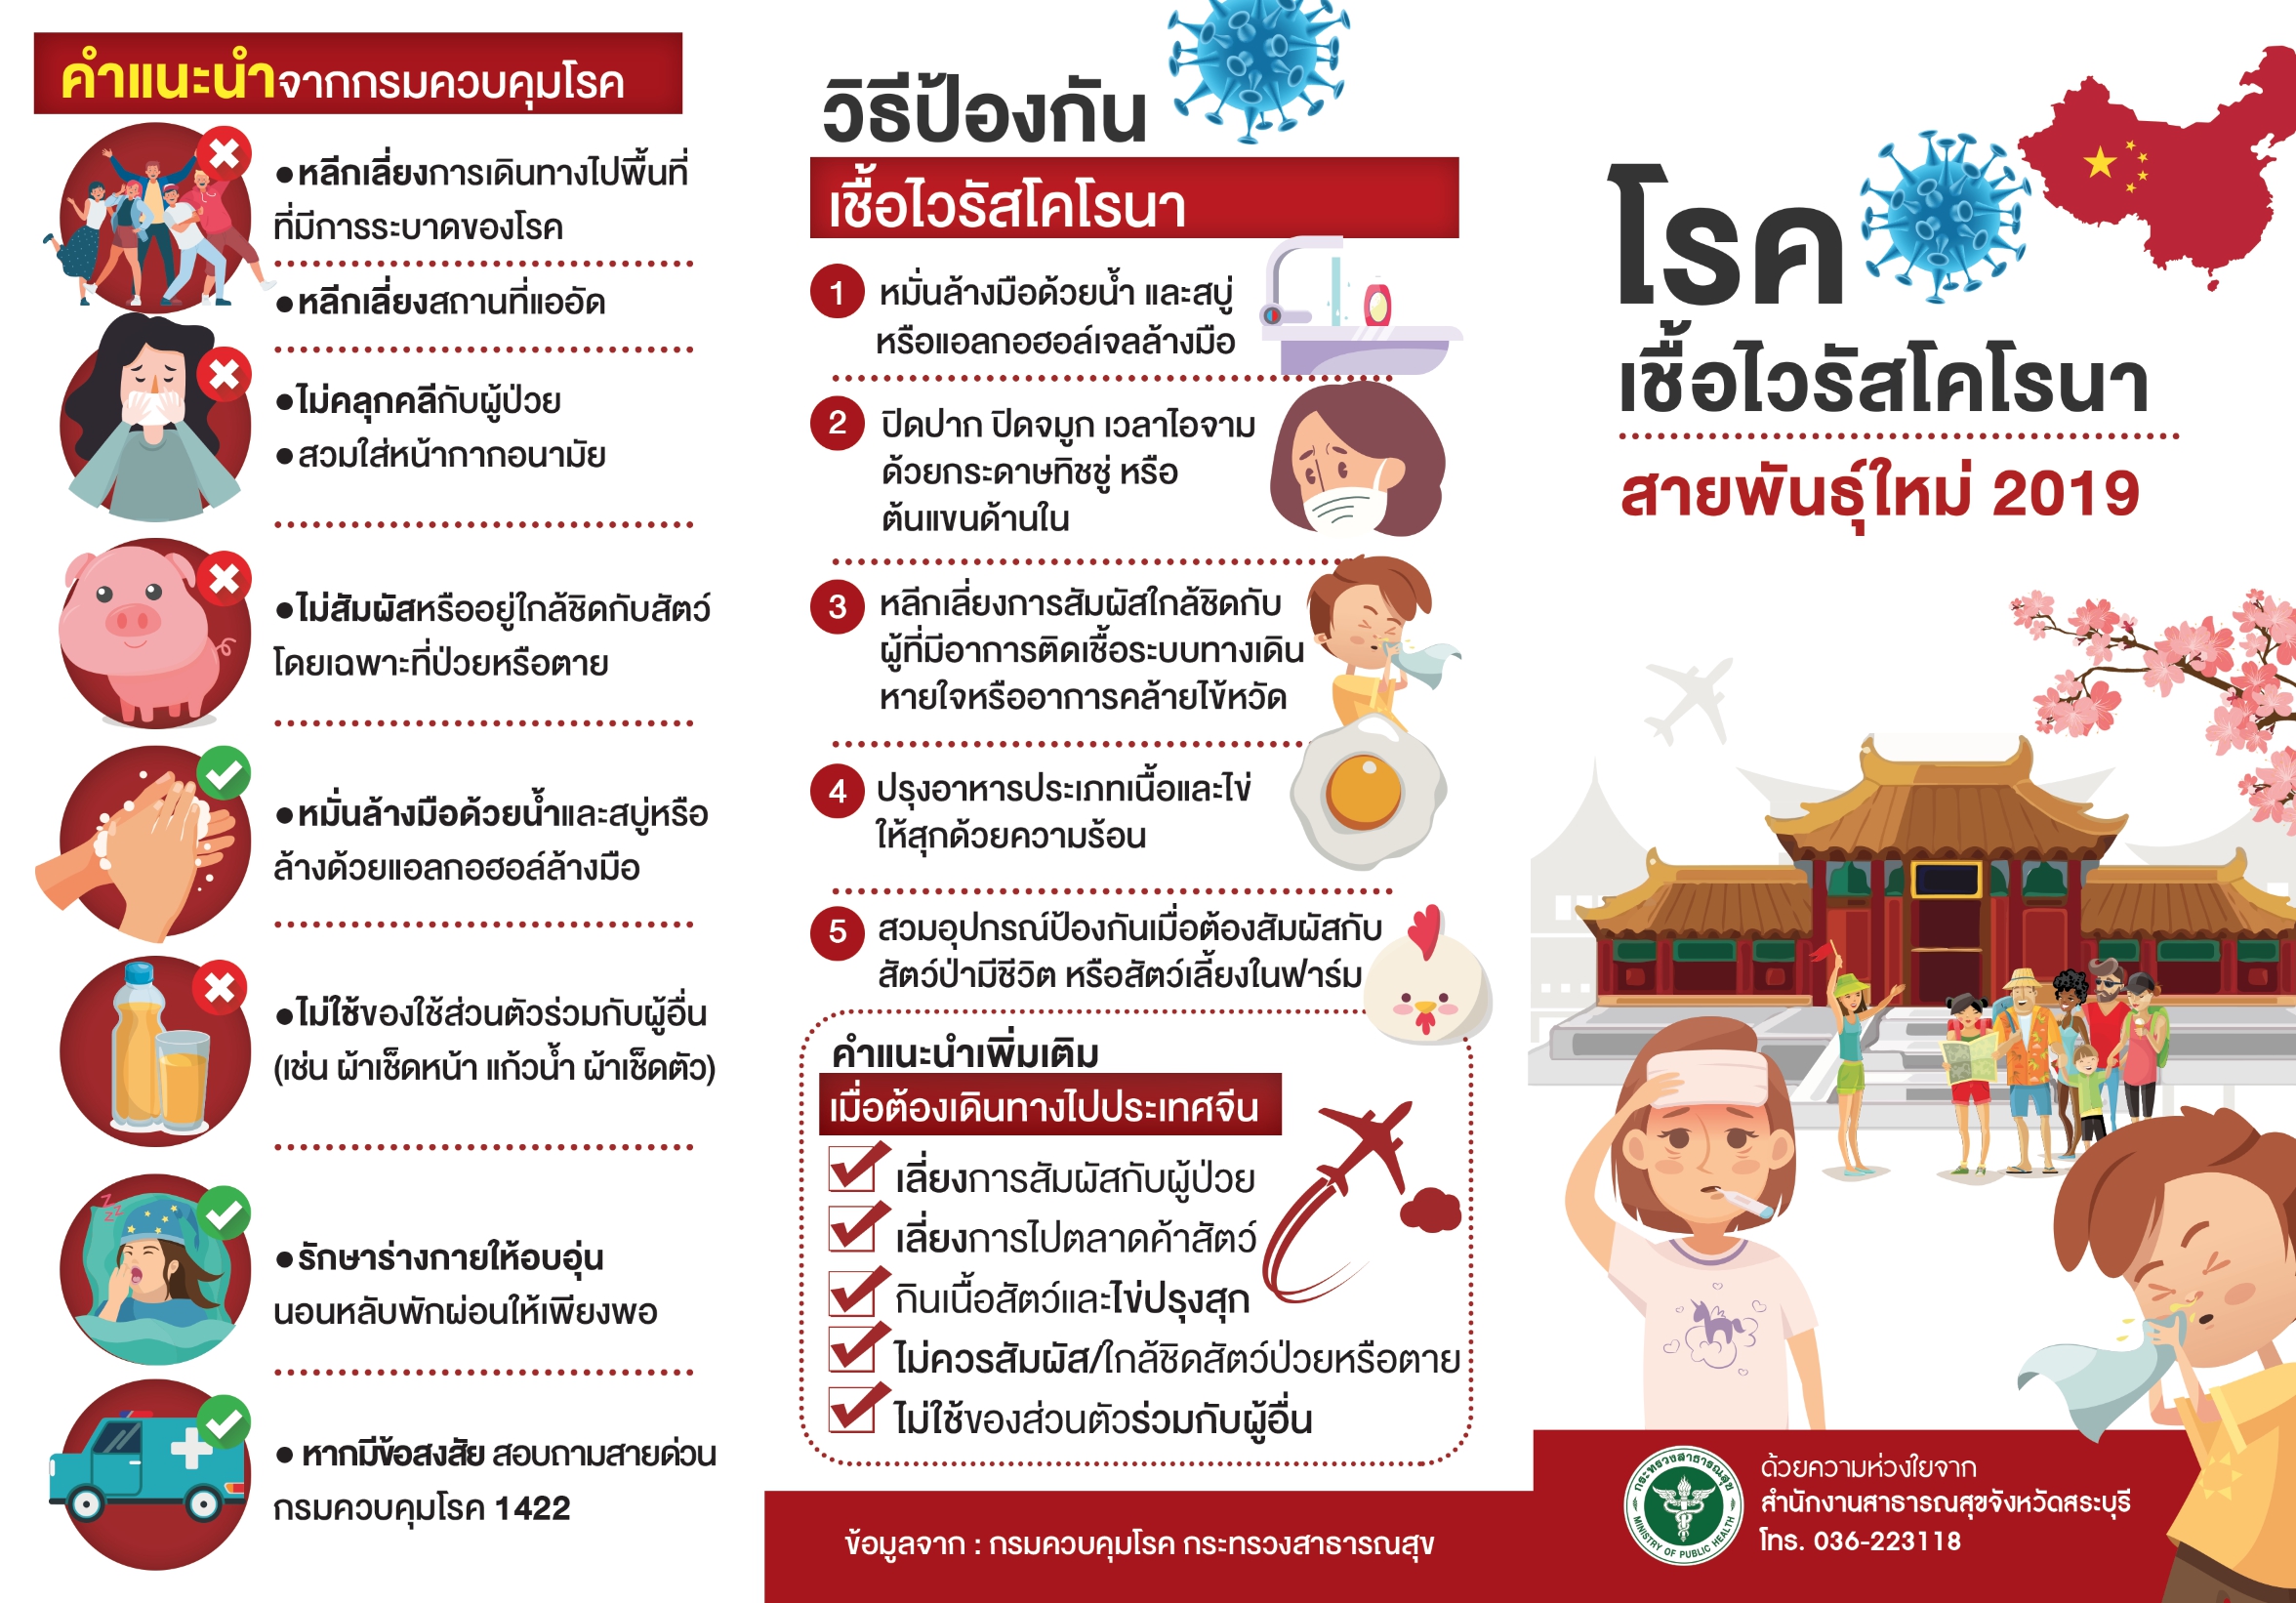 คำแนะนำจากกรมควบคุมโรค
●หลีกเลี่ยงการเดินทางไปพื้นที่
ที่มีการระบาดของโรค
●หลีกเลี่ยงสถานที่แออัด
●ไม่คลุกคลีกับผู้ป่วย
●สวมใส่หน้ากากอนามัย
●ไม่สัมผัสหรืออยู่ใกล้ชิดกับสัตว์
โดยเฉพาะที่ป่วยหรือตาย
●หมั่นล้างมือด้วยน้ำและสบู่หรือ
ล้างด้วยแอลกอฮอล์ล้างมือ
●ไม่ใช้ของใช้ส่วนตัวร่วมกับผู้อื่น
(เช่น ผ้าเช็ดหน้า แก้วน้ำ ผ้าเช็ดตัว)
zzz
●รักษาร่างกายให้อบอุ่น
นอนหลับพักผ่อนให้เพียงพอ
● หากมีข้อสงสัย สอบถามสายด่วน
กรมควบคุมโรค 1422
วิธีป้องกัน
เชื้อไวรัสโคโรนา
1 หมั่นล้างมือด้วยน้ำ และสบู่
หรือแอลกอฮอล์เจลล้างมือ
2 ปิดปาก ปิดจมูก เวลาไอจาม
ด้วยกระดาษทิชชู่ หรือ
ต้นแขนด้านใน
3 หลีกเลี่ยงการสัมผัสใกล้ชิดกับ
ผู้ที่มีอาการติดเชื้อระบบทางเดิน
หายใจหรืออาการคล้ายไข้หวัด
4 ปรุงอาหารประเภทเนื้อและไข่
ให้สุกด้วยความร้อน
5 สวมอุปกรณ์ป้องกันเมื่อต้องสัมผัสกับ
สัตว์ป่ามีชีวิต หรือสัตว์เลี้ยงในฟาร์ม
คำแนะนำเพิ่มเติม
เมื่อต้องเดินทางไปประเทศจีน
เลี่ยงการสัมผัสกับผู้ป่วย
เลี่ยงการไปตลาดค้าสัตว์
กินเนื้อสัตว์และไข่ปรุงสุก
ไม่ควรสัมผัส/ใกล้ชิดสัตว์ป่วยหรือตาย
ไม่ใช้ของส่วนตัวร่วมกับผู้อื่น
ข้อมูลจาก : กรมควบคุมโรค กระทรวงสาธารณสุข
โรค
เชื้อไวรัสโคโรนา
สายพันธุ์ใหม่ 2019
กระทรวงสาธารณสุข
MINISTRY OF PUBLIC HEALTH
ด้วยความห่วงใยจาก
สำนักงานสาธารณสุขจังหวัดสระบุรี
โทร. 036-223118